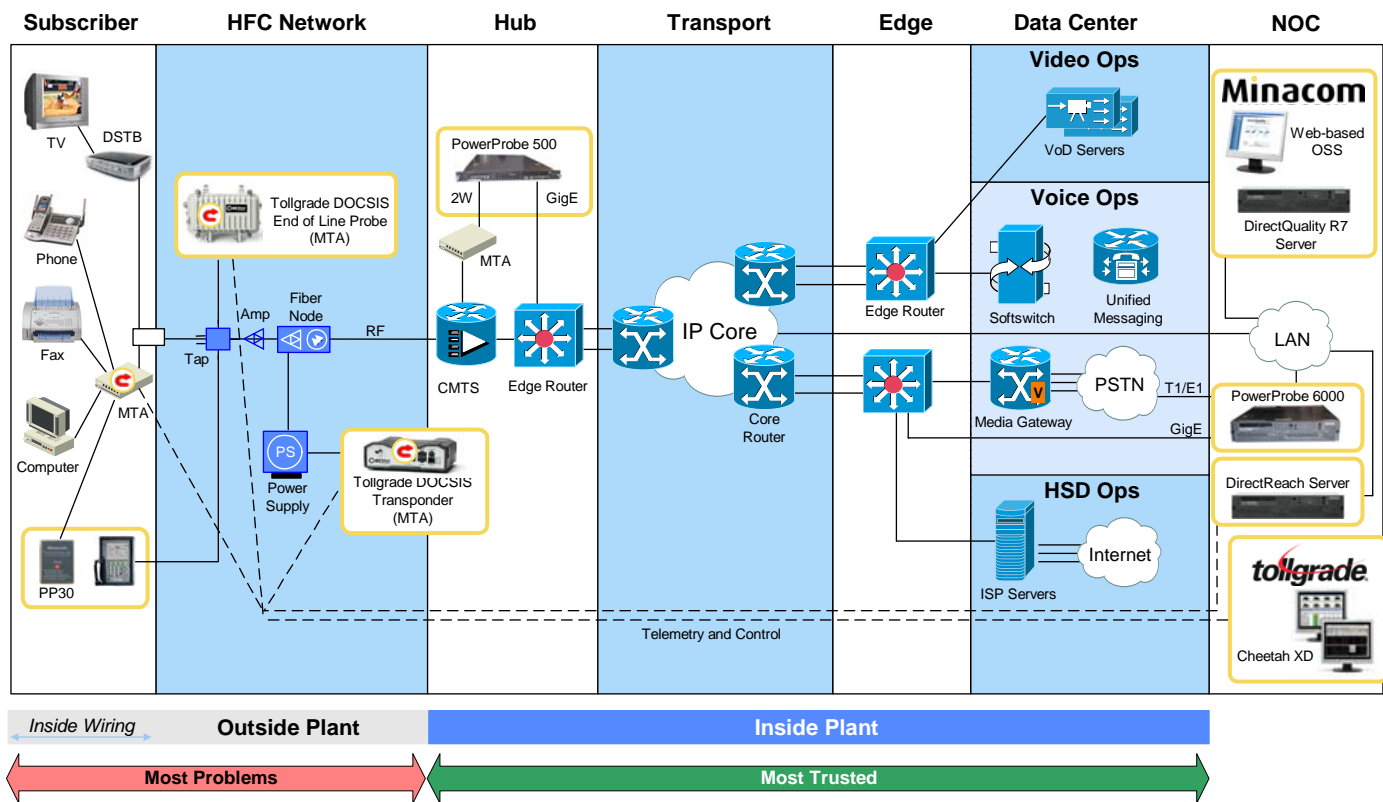 Subscriber
HFC Network
Hub
Transport
Edge
Data Center
NOC
TV
DSTB
Phone
Fax
MTA
Computer
PP30
Tollgrade DOCSIS
End of Line Probe
(MTA)
Tap
Amp
Fiber
Node
RF
PS
Power
Supply
Tollgrade DOCSIS
Transponder
(MTA)
PowerProbe 500
2W
GigE
MTA
CMTS
Edge Router
IP Core
Core
Router
Telemetry and Control
Edge Router
Video Ops
VoD Servers
Voice Ops
Softswitch
Unified
Messaging
V
Media Gateway
PSTN
T1/E1
GigE
HSD Ops
ISP Servers
Internet
Minacom
Web-based
OSS
DirectQuality R7
Server
LAN
PowerProbe 6000
DirectReach Server
tollgrade
Cheetah XD
Inside Wiring
Outside Plant
Inside Plant
Most Problems
Most Trusted